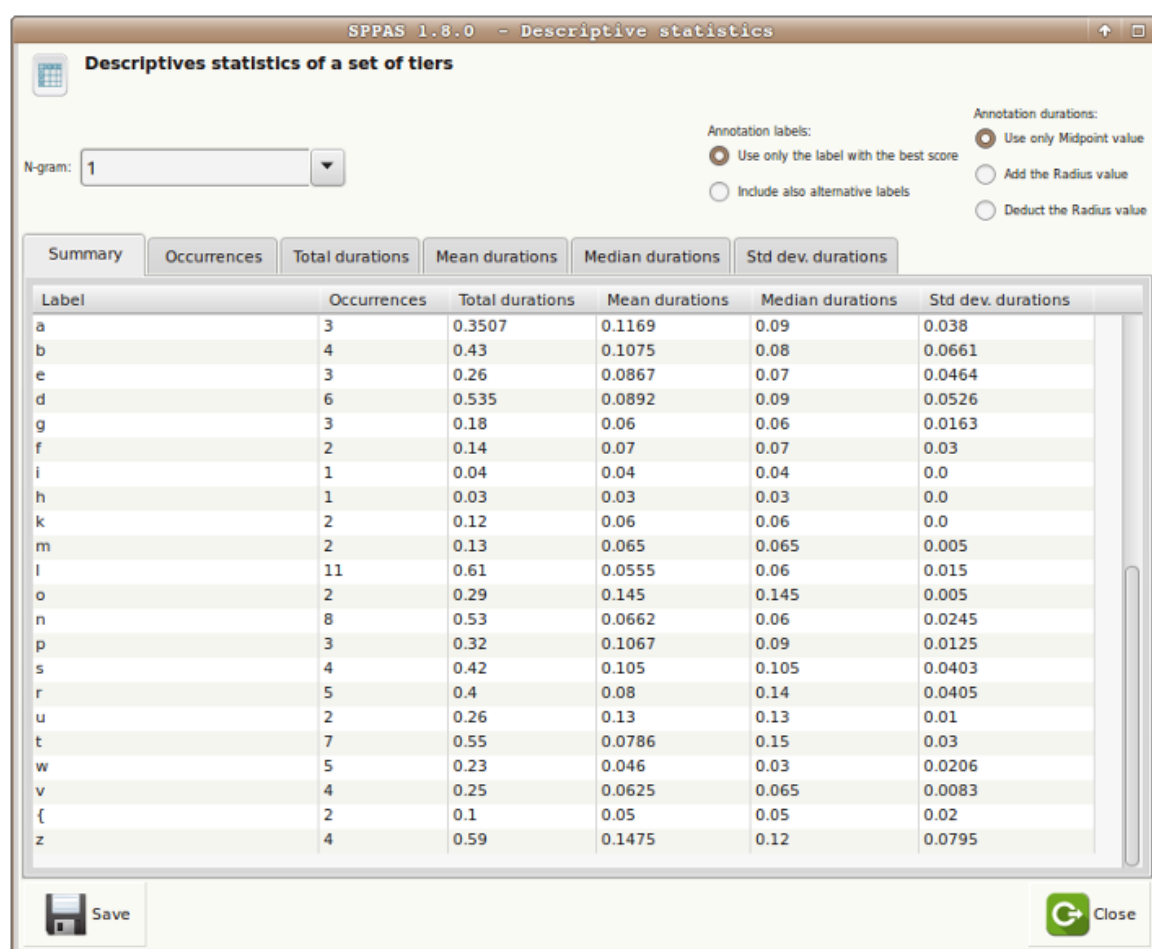 SPPAS 1.8.0 - Descriptive statistics
Descriptives statistics of a set of tiers
N-gram: 1
Annotation labels:
Use only the label with the best score
Include also alternative labels
Annotation durations:
Use only Midpoint value
Add the Radius value
Deduct the Radius value
Summary Occurrences Total durations Mean durations Median durations Std dev. durations
Label Occurrences Total durations Mean durations Median durations Std dev. durations
a 3 0.3507 0.1169 0.09 0.038
b 4 0.43 0.1075 0.08 0.0661
e 3 0.26 0.0867 0.07 0.0464
d 6 0.535 0.0892 0.09 0.0526
g 3 0.18 0.06 0.06 0.0163
f 2 0.14 0.07 0.07 0.03
i 1 0.04 0.04 0.04 0.0
h 1 0.03 0.03 0.03 0.0
k 2 0.12 0.06 0.06 0.0
m 2 0.13 0.065 0.065 0.005
l 11 0.61 0.0555 0.06 0.015
o 2 0.29 0.145 0.145 0.005
n 8 0.53 0.0662 0.06 0.0245
p 3 0.32 0.1067 0.09 0.0125
s 4 0.42 0.105 0.105 0.0403
r 5 0.4 0.08 0.14 0.0405
u 2 0.26 0.13 0.13 0.01
t 7 0.55 0.0786 0.15 0.03
w 5 0.23 0.046 0.03 0.0206
v 4 0.25 0.0625 0.065 0.0083
{ 2 0.1 0.05 0.05 0.02
z 4 0.59 0.1475 0.12 0.0795
Save
Close